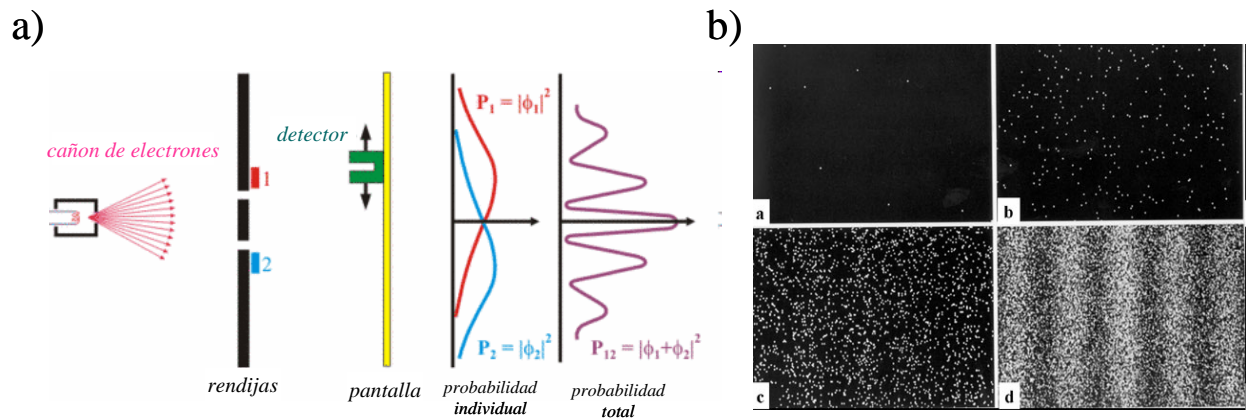 a)
cañón de electrones
1
2
rendijas
detector
pantalla
P₁ = |ϕ₁|²
P₂ = |ϕ₂|²
probabilidad
individual
P₁₂ = |ϕ₁+ϕ₂|²
probabilidad
total
b)
a
b
c
d